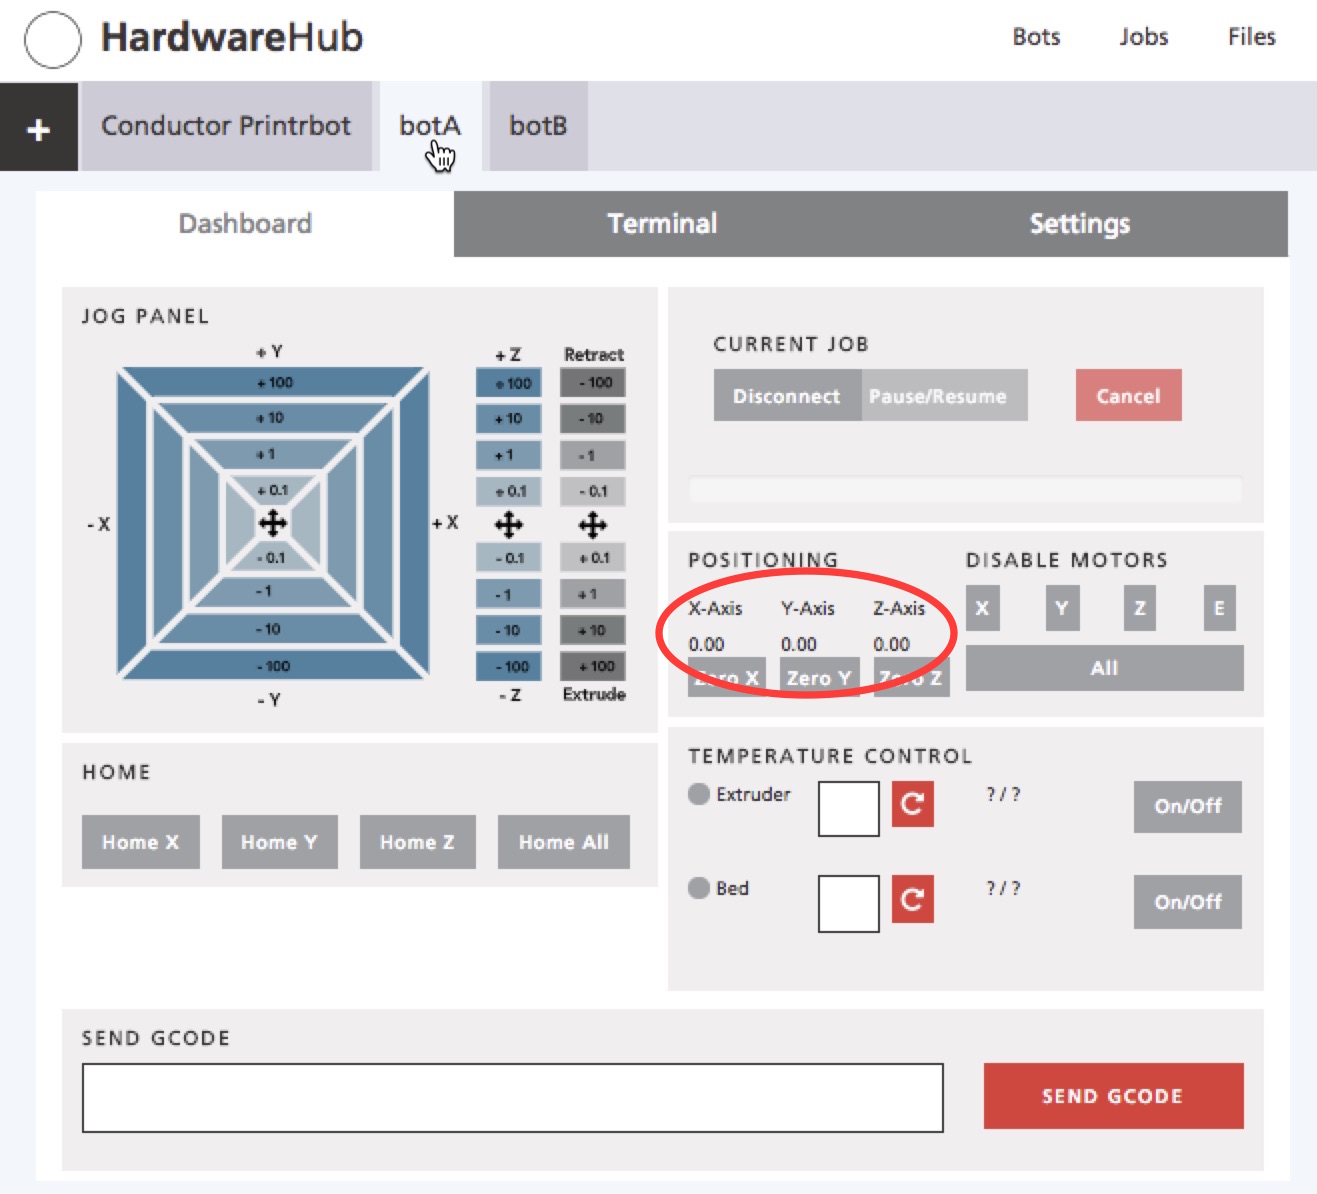 HardwareHub
Bots Jobs Files
+ Conductor Printrbot botA botB
Dashboard Terminal Settings
JOG PANEL
+ Y
+ 100
+ 10
+ 1
+ 0.1
- X
+ X
- 0.1
- 1
- 10
- 100
- Y
+ Z
+ 100
+ 10
+ 1
+ 0.1
- 0.1
- 1
- 10
- 100
- Z
Retract
- 100
- 10
- 1
- 0.1
+ 0.1
+ 1
+ 10
+ 100
Extrude
HOME
Home X Home Y Home Z Home All
CURRENT JOB
Disconnect Pause/Resume Cancel
POSITIONING
X-Axis Y-Axis Z-Axis
0.00 0.00 0.00
Zero X Zero Y Zero Z
DISABLE MOTORS
X Y Z E
All
TEMPERATURE CONTROL
Extruder ? / ? On/Off
Bed ? / ? On/Off
SEND GCODE
SEND GCODE